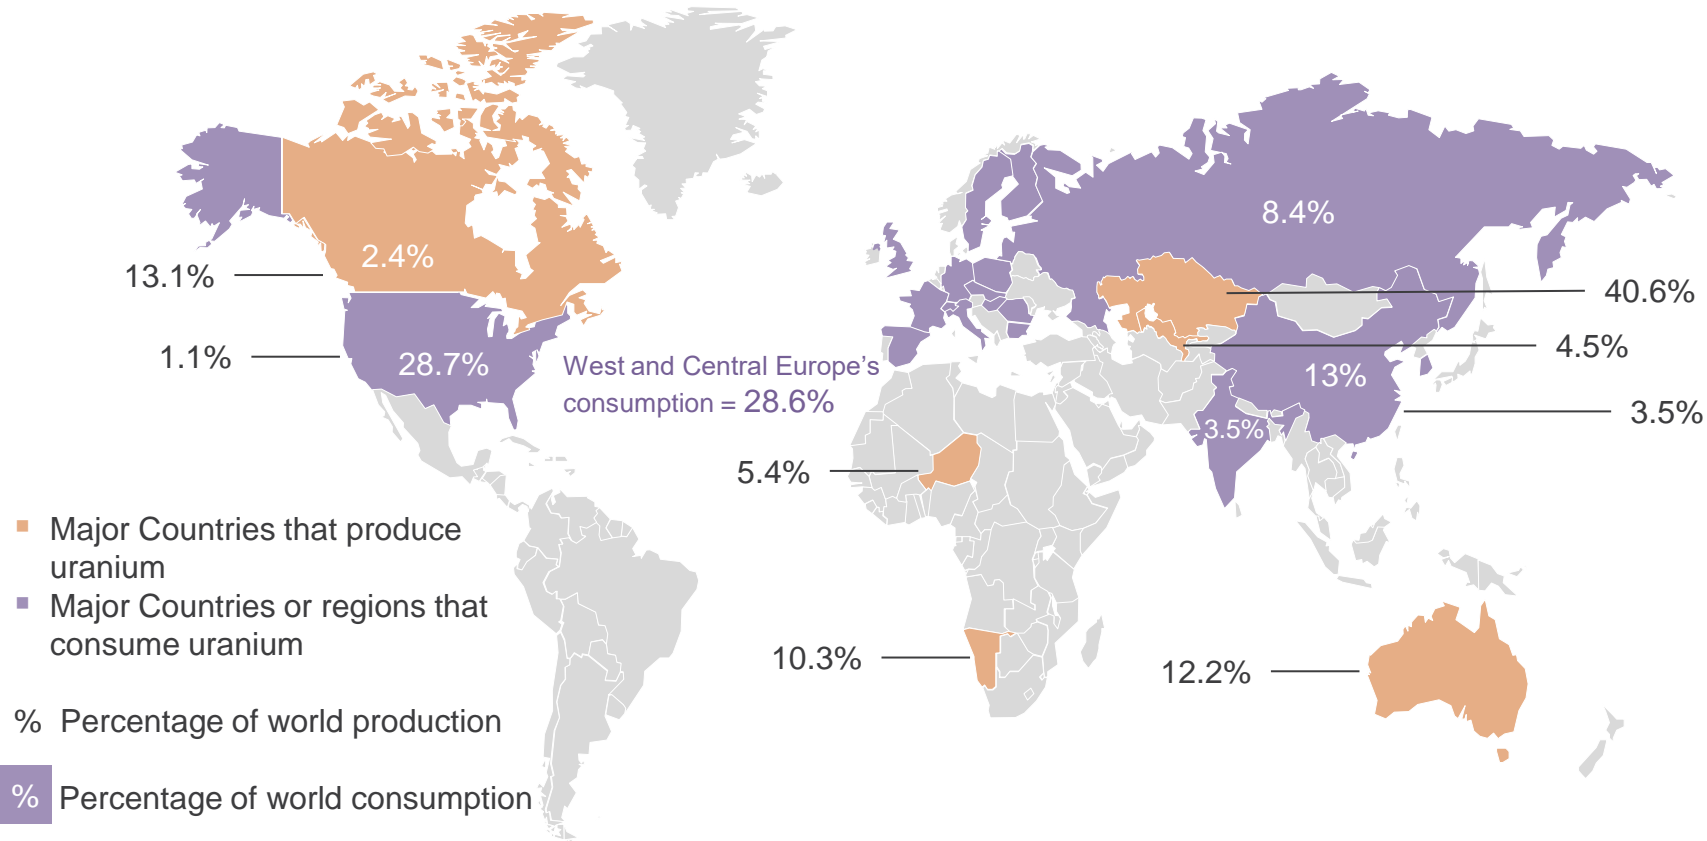 8.4%
2.4%
13.1%
40.6%
1.1%
28.7%
4.5%
West and Central Europe's
consumption = 28.6%
13%
3.5%
3.5%
5.4%
Major Countries that produce
uranium
Major Countries or regions that
consume uranium
10.3%
12.2%
% Percentage of world production
% Percentage of world consumption